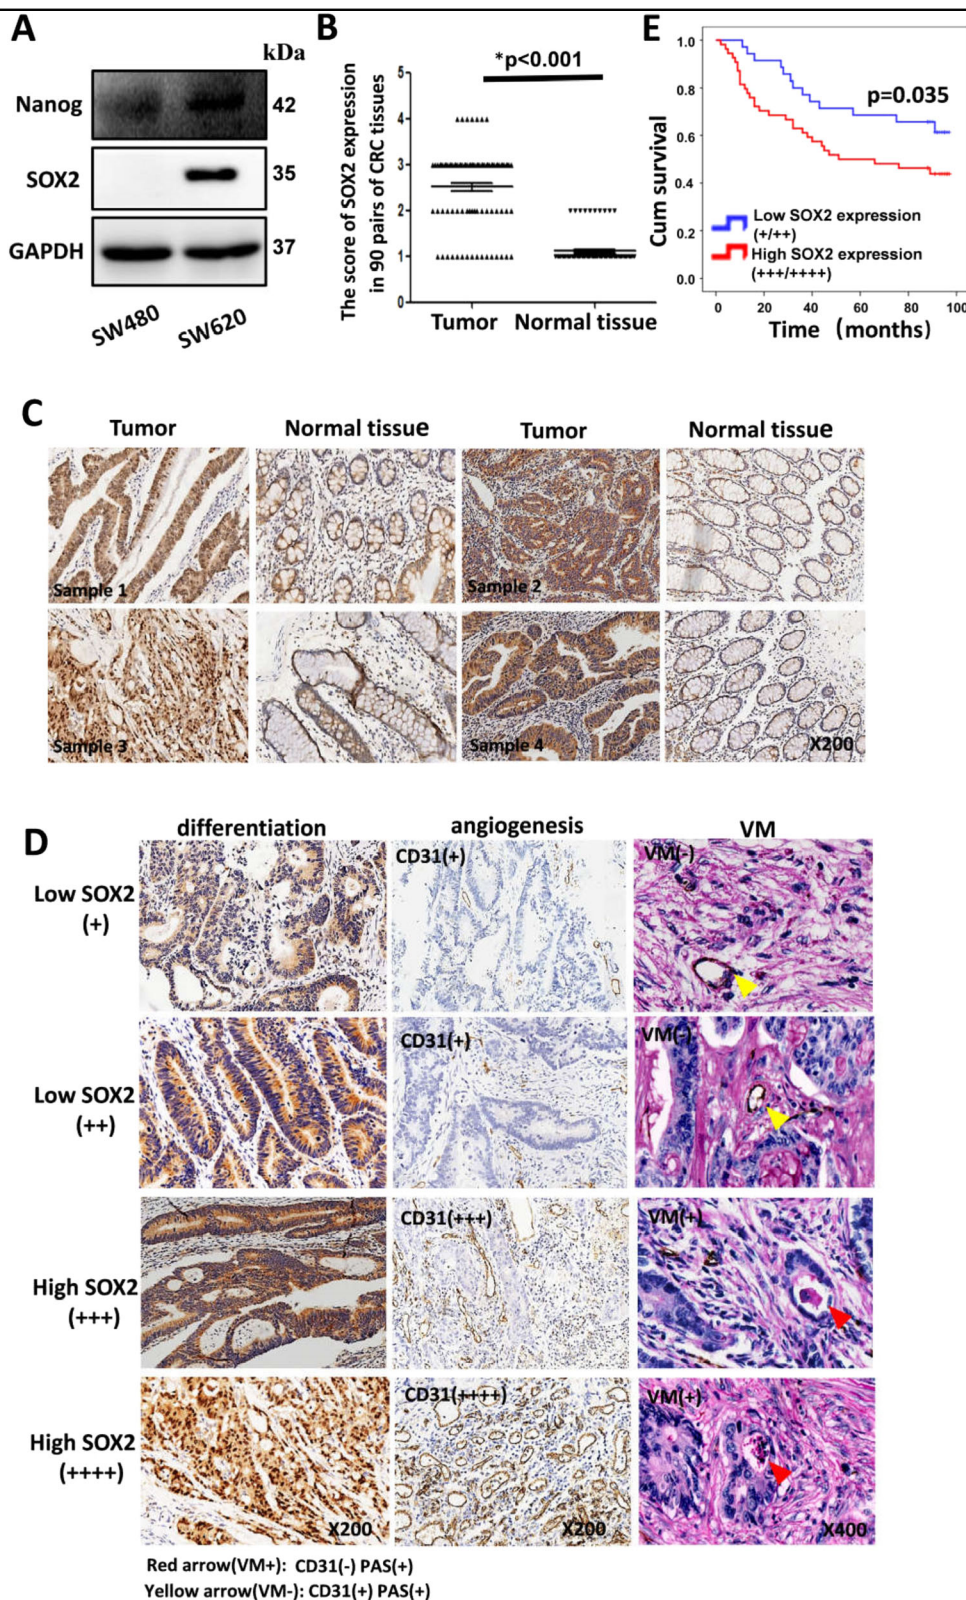 A
kDa
Nanog
42
SOX2
35
GAPDH
37
SW480
SW620
B
*p<0.001
The score of SOX2 expression
in 90 pairs of CRC tissues
5
4
3
2
1
0
Tumor
Normal tissue
E
p=0.035
Cum survival
1.0
0.8
0.6
0.4
0.2
0.0
Low SOX2 expression
(+/++)
High SOX2 expression
(+++/++++)
0 20 40 60 80 100
Time (months)
C
Tumor Normal tissue Tumor Normal tissue
Sample 1
Sample 2
Sample 3
Sample 4
X200
D
differentiation angiogenesis VM
Low SOX2
(+)
CD31(+)
VM(-)
Low SOX2
(++)
CD31(+)
VM(-)
High SOX2
(+++)
CD31(+++)
VM(+)
High SOX2
(++++)
CD31(++++)
VM(+)
X200
X200
X400
Red arrow(VM+): CD31(-) PAS(+)
Yellow arrow(VM-): CD31(+) PAS(+)